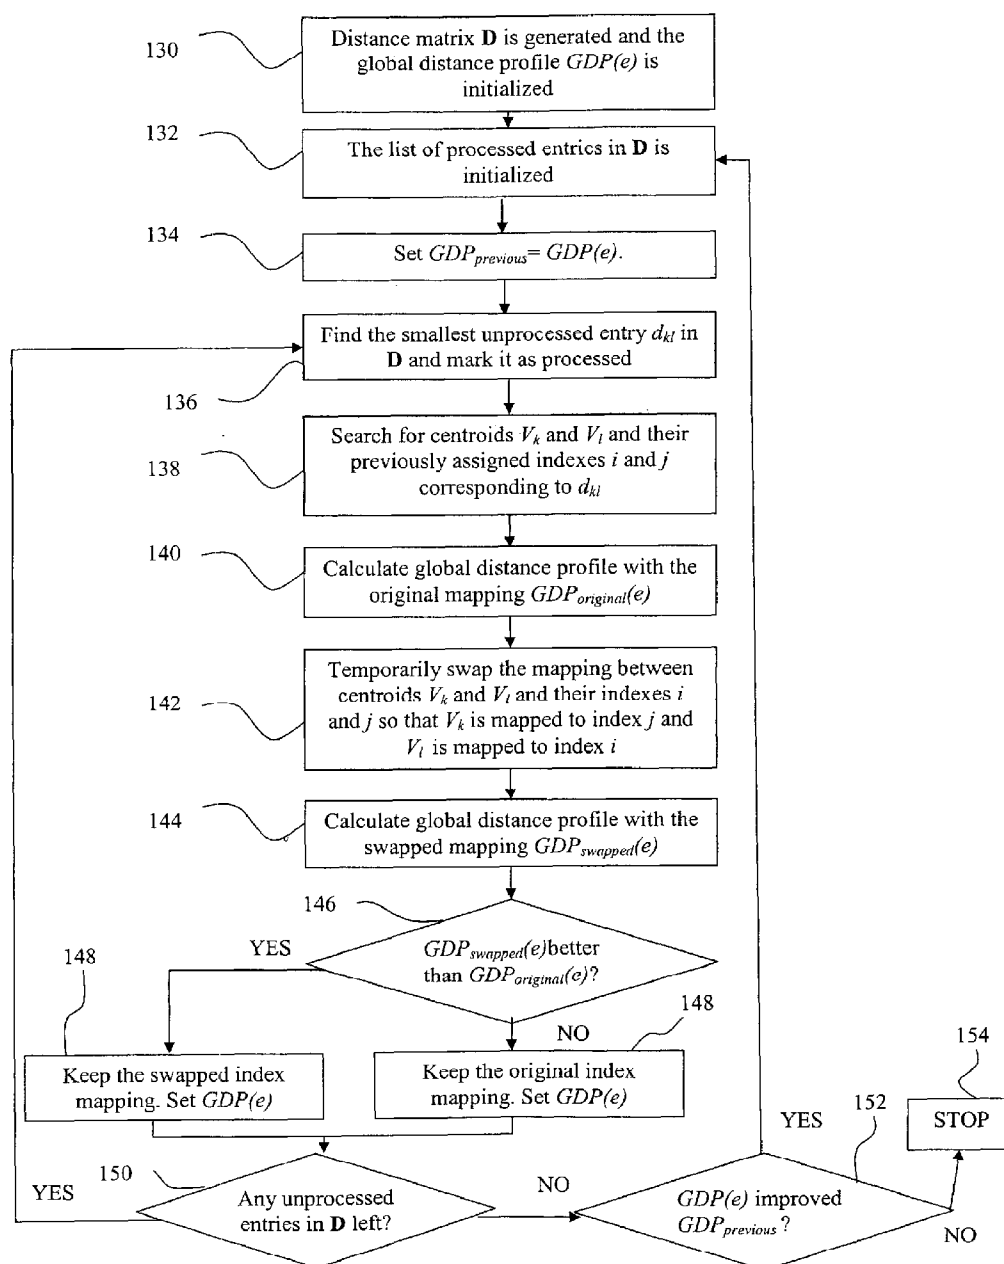 130
Distance matrix D is generated and the
global distance profile GDP(e) is
initialized
132
The list of processed entries in D is
initialized
134
Set GDPprevious= GDP(e).
Find the smallest unprocessed entry dkl in
D and mark it as processed
136
Search for centroids Vk and Vl and their
previously assigned indexes i and j
corresponding to dkl
138
140
Calculate global distance profile with the
original mapping GDPoriginal(e)
Temporarily swap the mapping between
centroids Vk and Vl and their indexes i
and j so that Vk is mapped to index j and
Vl is mapped to index i
142
144
Calculate global distance profile with the
swapped mapping GDPswapped(e)
146
YES
GDPswapped(e)better
than GDPoriginal(e)?
148
NO
148
Keep the swapped index
mapping. Set GDP(e)
Keep the original index
mapping. Set GDP(e)
154
STOP
152
YES
150
YES
Any unprocessed
entries in D left?
NO
GDP(e) improved
GDPprevious?
NO